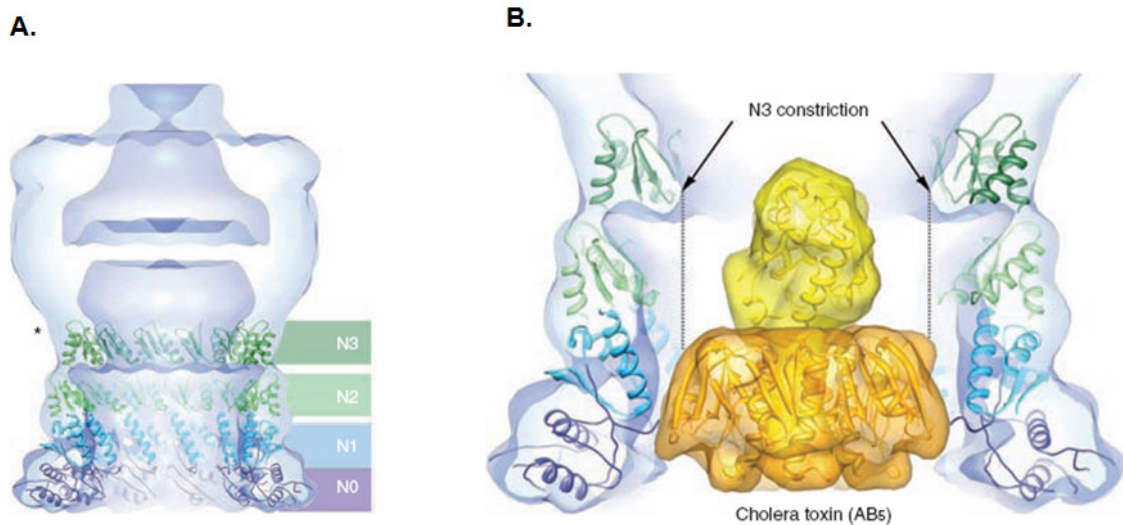 A.
B.
*
N3
N2
N1
N0
N3 constriction
Cholera toxin (AB5)